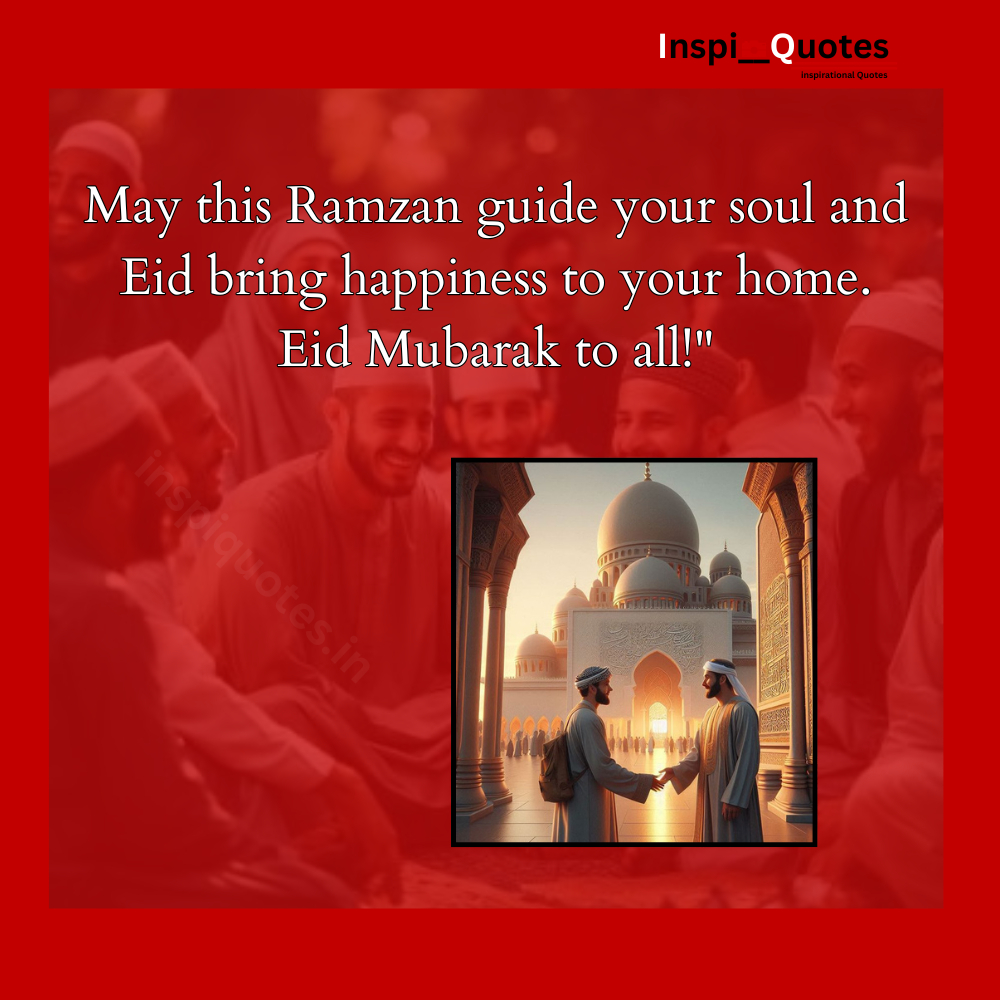 Inspi__Quotes
Inspirational Quotes
May this Ramzan guide your soul and
Eid bring happiness to your home.
Eid Mubarak to all!"
inspiquotes.in